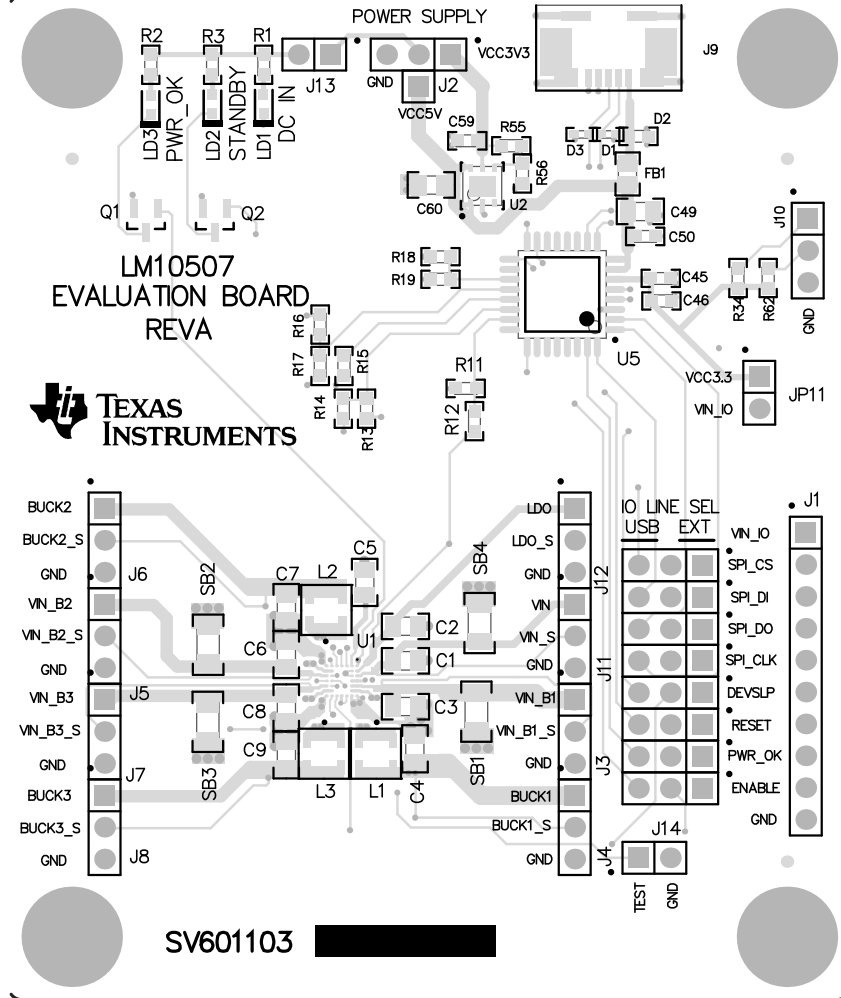 POWER SUPPLY
R2
R3
R1
VCC3V3
J9
GND
J2
J13
VCC5V
LD3
PWR_OK
LD2
STANDBY
LD1
DC IN
C59
R55
D3
D1
D2
R56
FB1
C60
U2
Q1
Q2
C49
C50
J10
LM10507
EVALUATION BOARD
REVA
R18
R19
C45
C46
R34
R62
GND
R16
R17
R15
U5
R11
VCC3.3
JP11
VIN_IO
R14
R13
R12
TEXAS
INSTRUMENTS
BUCK2
LDO
IO LINE SEL
USB
EXT
J1
VIN_IO
BUCK2_S
LDO_S
C5
SB2
SB4
GND
J6
C7
L2
GND
J12
SPI_CS
VIN_B2
VIN
SPI_DI
VIN_B2_S
C6
U1
C2
VIN_S
SPI_DO
GND
C1
GND
J11
SPI_CLK
VIN_B3
J5
C8
C3
VIN_B1
DEVSLP
VIN_B3_S
VIN_B1_S
RESET
C9
GND
J7
SB3
SB1
GND
J3
PWR_OK
BUCK3
L3
L1
C4
BUCK1
ENABLE
BUCK3_S
BUCK1_S
GND
J14
GND
J8
GND
J4
TEST
GND
SV601103